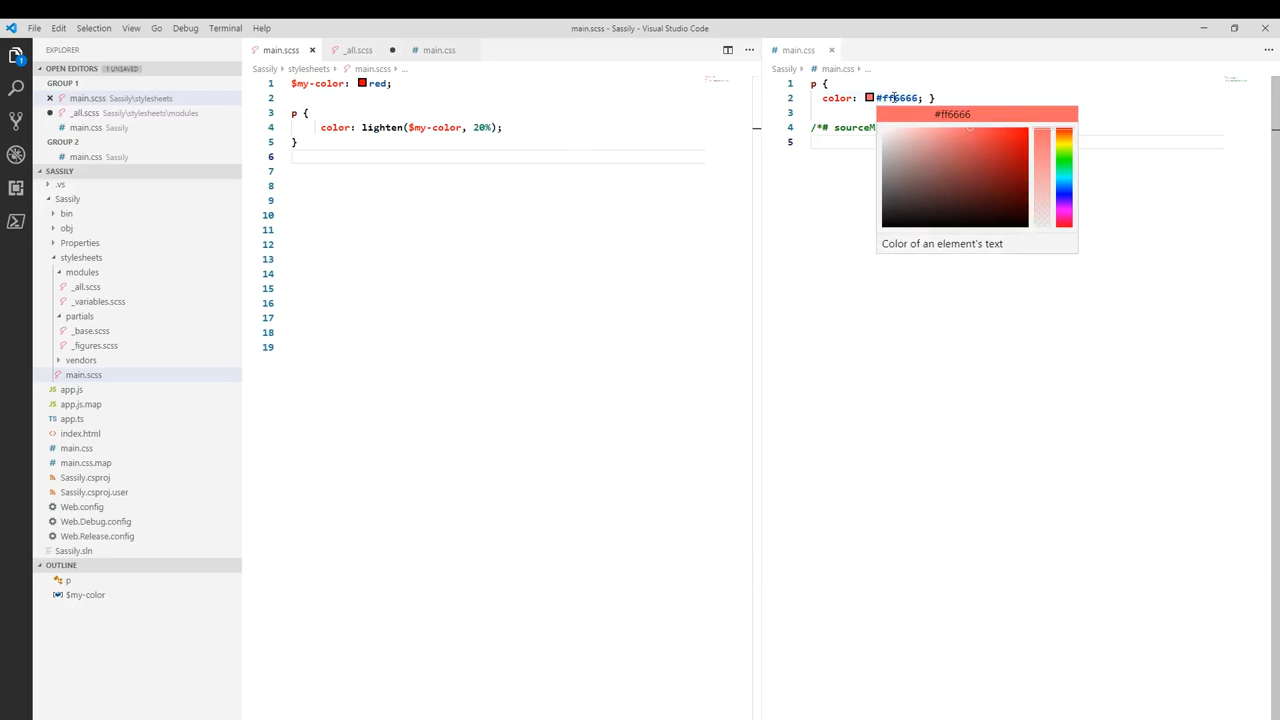 File Edit Selection View Go Debug Terminal Help
main.scss - Sassily - Visual Studio Code
1
EXPLORER
OPEN EDITORS 1 UNSAVED
GROUP 1
main.scss Sassily\stylesheets
_all.scss Sassily\stylesheets\modules
main.css Sassily
GROUP 2
main.css Sassily
SASSILY
.vs
Sassily
bin
obj
Properties
stylesheets
modules
_all.scss
_variables.scss
partials
_base.scss
_figures.scss
vendors
main.scss
JS app.js
JS app.js.map
TS app.ts
<> index.html
# main.css
main.css.map
Sassily.csproj
Sassily.csproj.user
Web.config
Web.Debug.config
Web.Release.config
Sassily.sln
OUTLINE
p
$my-color
main.scss _all.scss # main.css
Sassily › stylesheets › main.scss › ...
1 $my-color: red;
2
3 p {
4 color: lighten($my-color, 20%);
5 }
6
7
8
9
10
11
12
13
14
15
16
17
18
19
# main.css
Sassily › # main.css › ...
1 p {
2 color: #ff6666; }
3
4 /*# sourceM
5
#ff6666
Color of an element's text